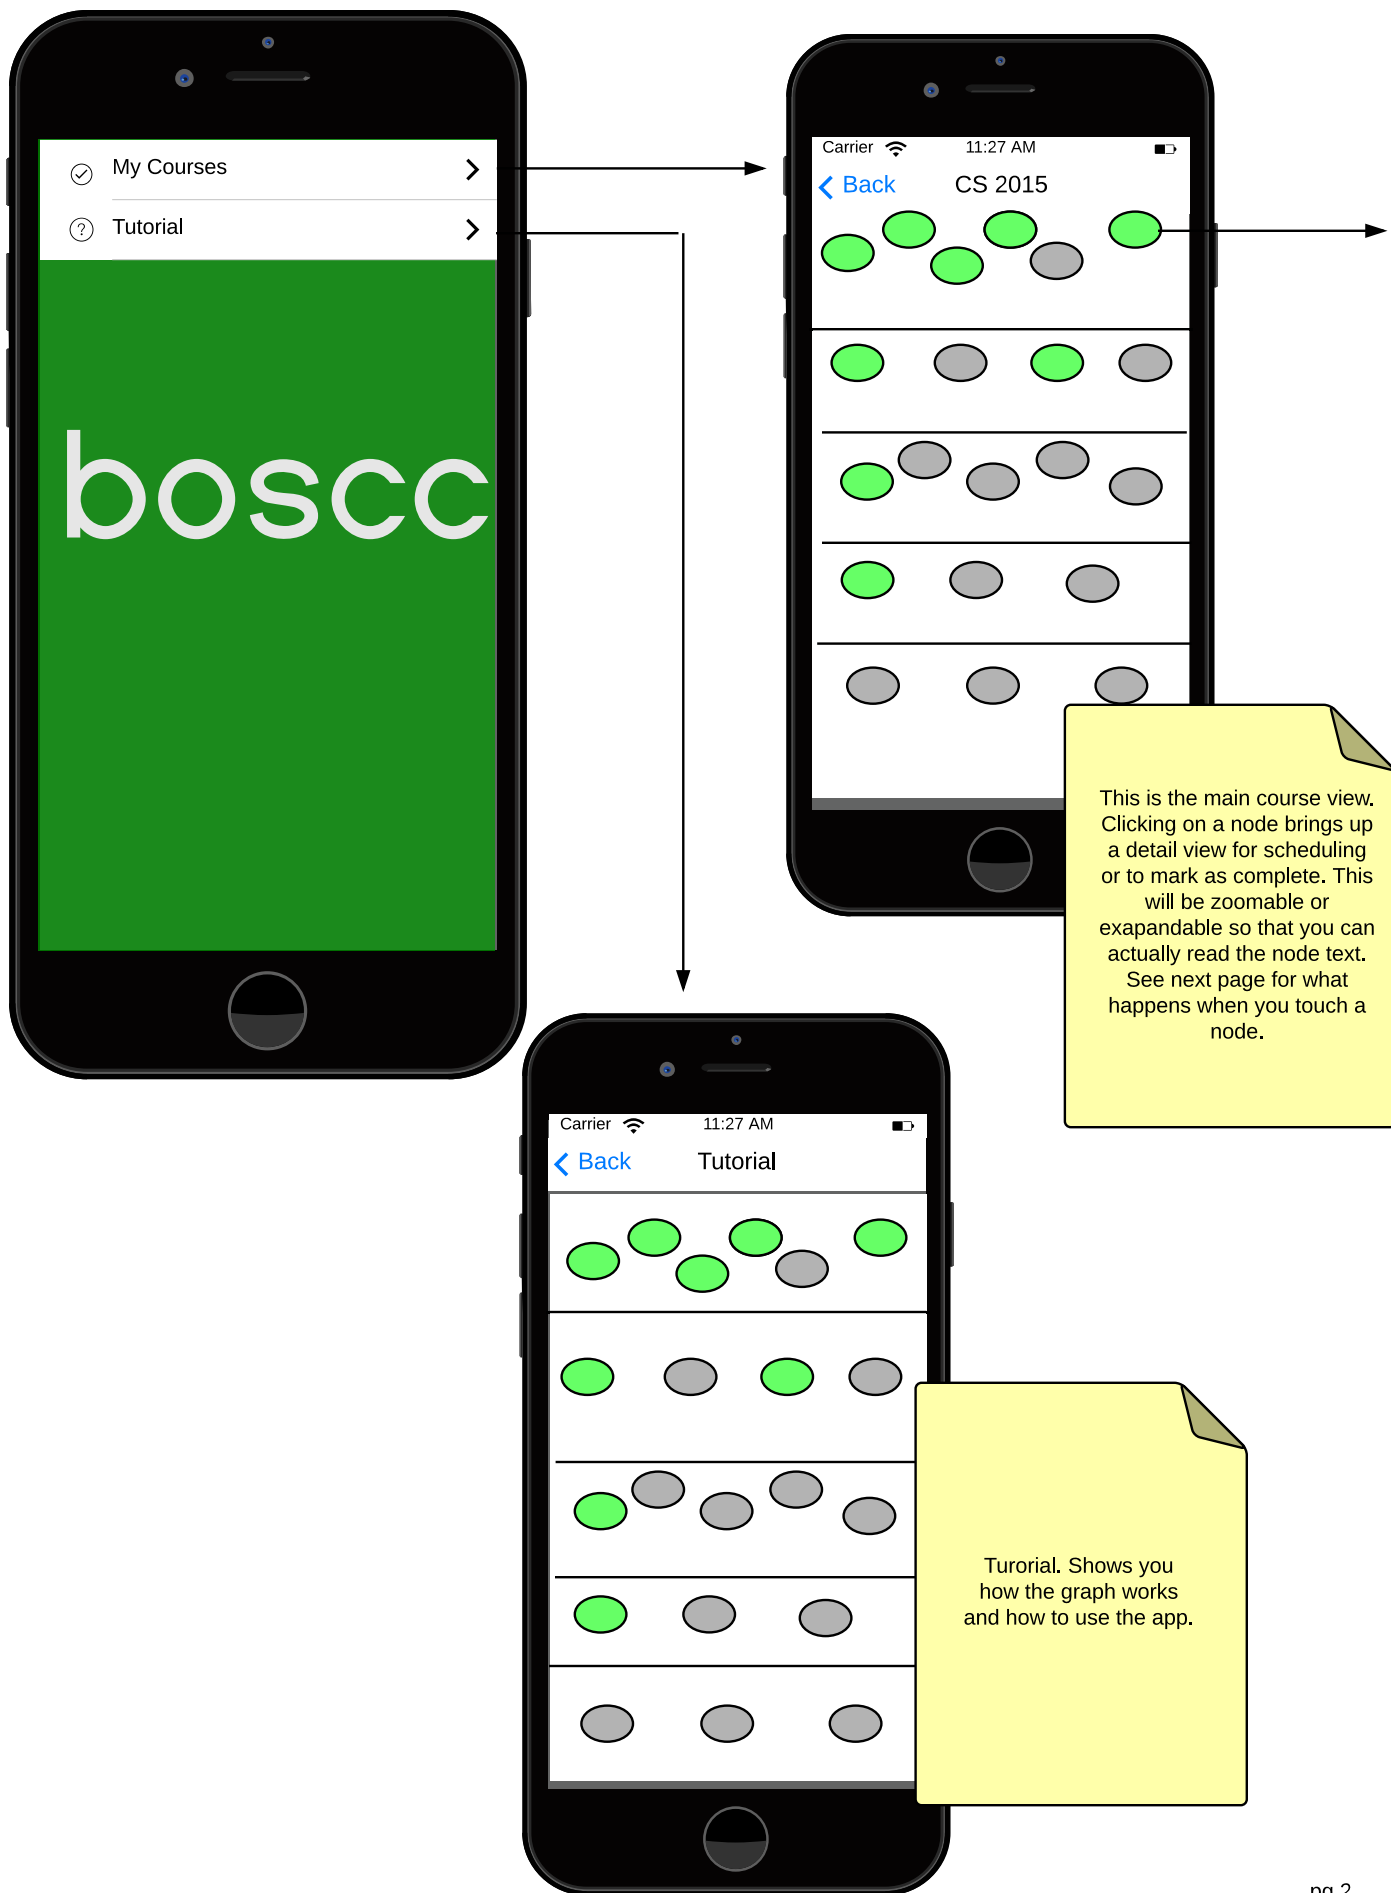 My Courses
Tutorial
boscc
Carrier 11:27 AM
Back CS 2015
This is the main course view.
Clicking on a node brings up
a detail view for scheduling
or to mark as complete. This
will be zoomable or
exapandable so that you can
actually read the node text.
See next page for what
happens when you touch a
node.
Carrier 11:27 AM
Back Tutorial
Turorial. Shows you
how the graph works
and how to use the app.
pg 2